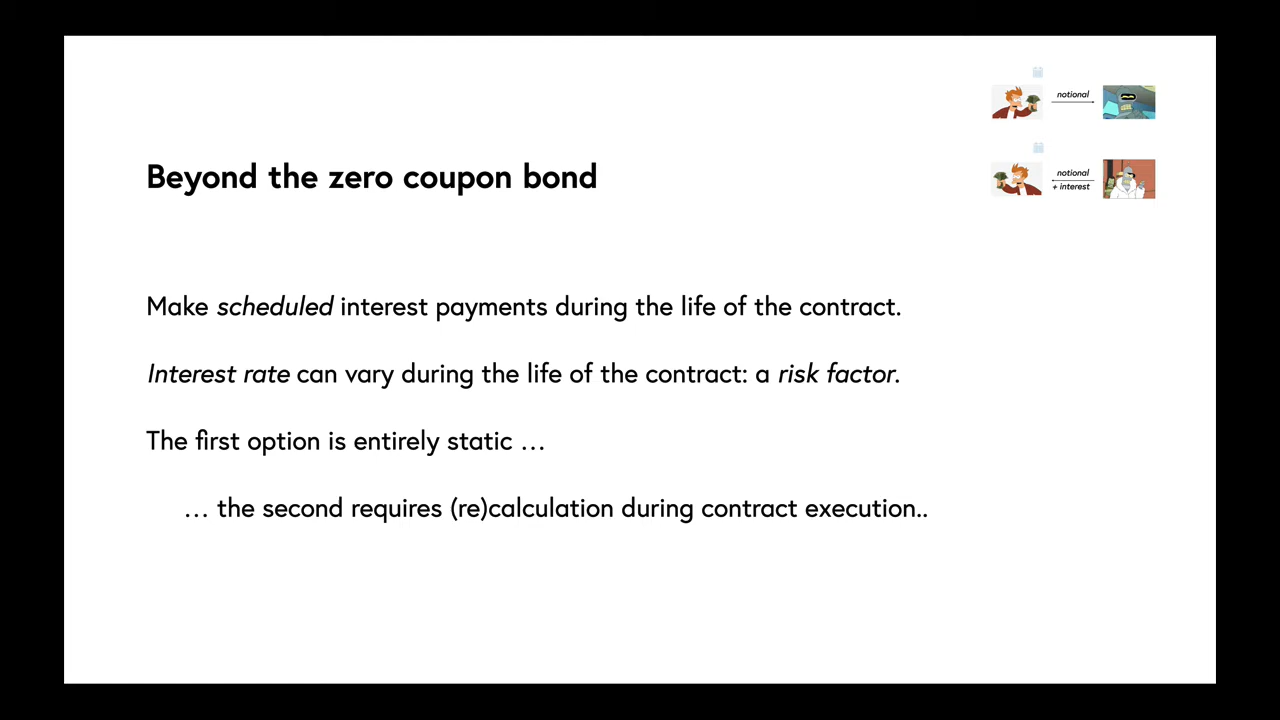 notional
Beyond the zero coupon bond
notional
+ interest
Make scheduled interest payments during the life of the contract.
Interest rate can vary during the life of the contract: a risk factor.
The first option is entirely static …
… the second requires (re)calculation during contract execution..